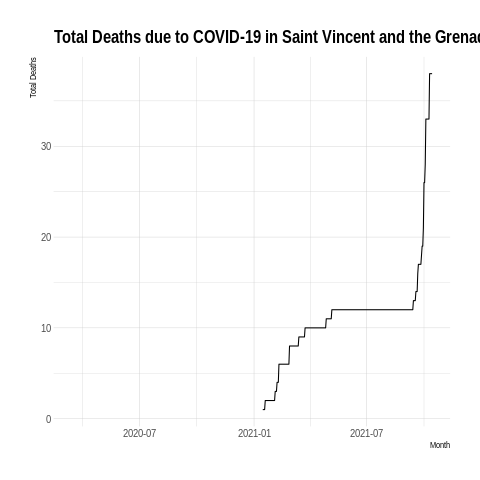 Total Deaths due to COVID-19 in Saint Vincent and the Grenad
Total Deaths
30
20
10
0
2020-07
2021-01
2021-07
Month